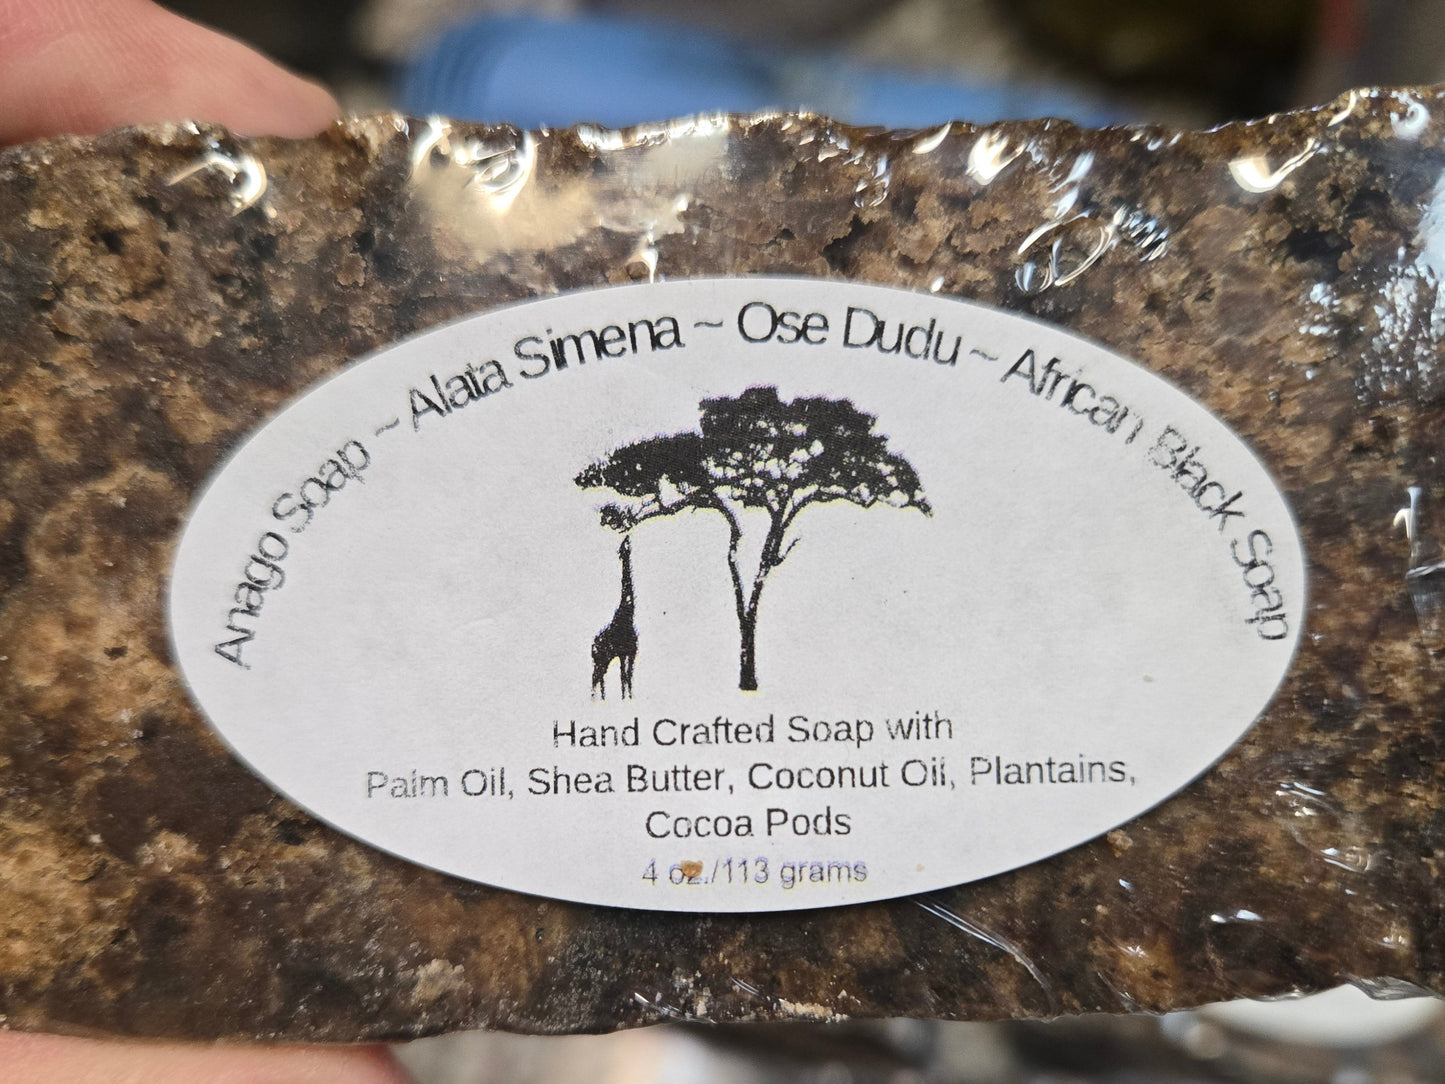 Anago Soap ~ Alata Simena ~ Ose Dudu ~ African Black Soap
Hand Crafted Soap with
Palm Oil, Shea Butter, Coconut Oil, Plantains,
Cocoa Pods
4 oz./113 grams